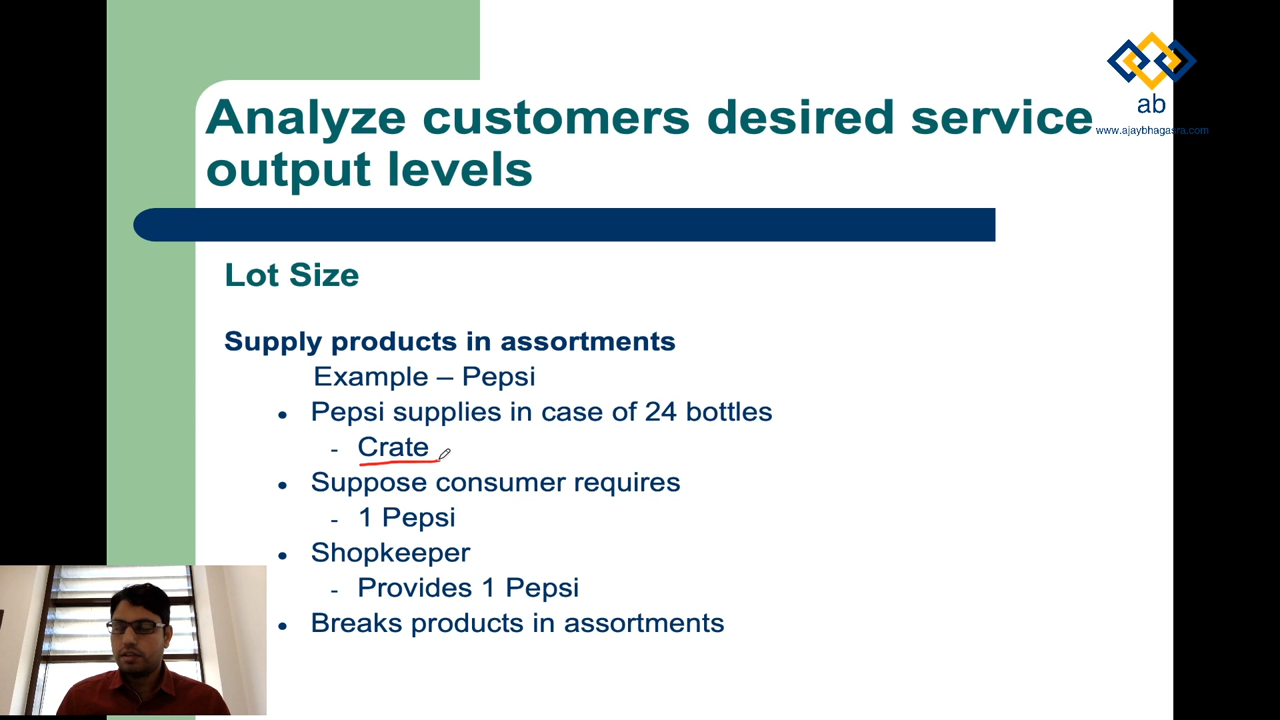 ab
www.ajaybhagasra.com
Analyze customers desired service
output levels
Lot Size
Supply products in assortments
Example – Pepsi
• Pepsi supplies in case of 24 bottles
- Crate
• Suppose consumer requires
- 1 Pepsi
• Shopkeeper
- Provides 1 Pepsi
• Breaks products in assortments